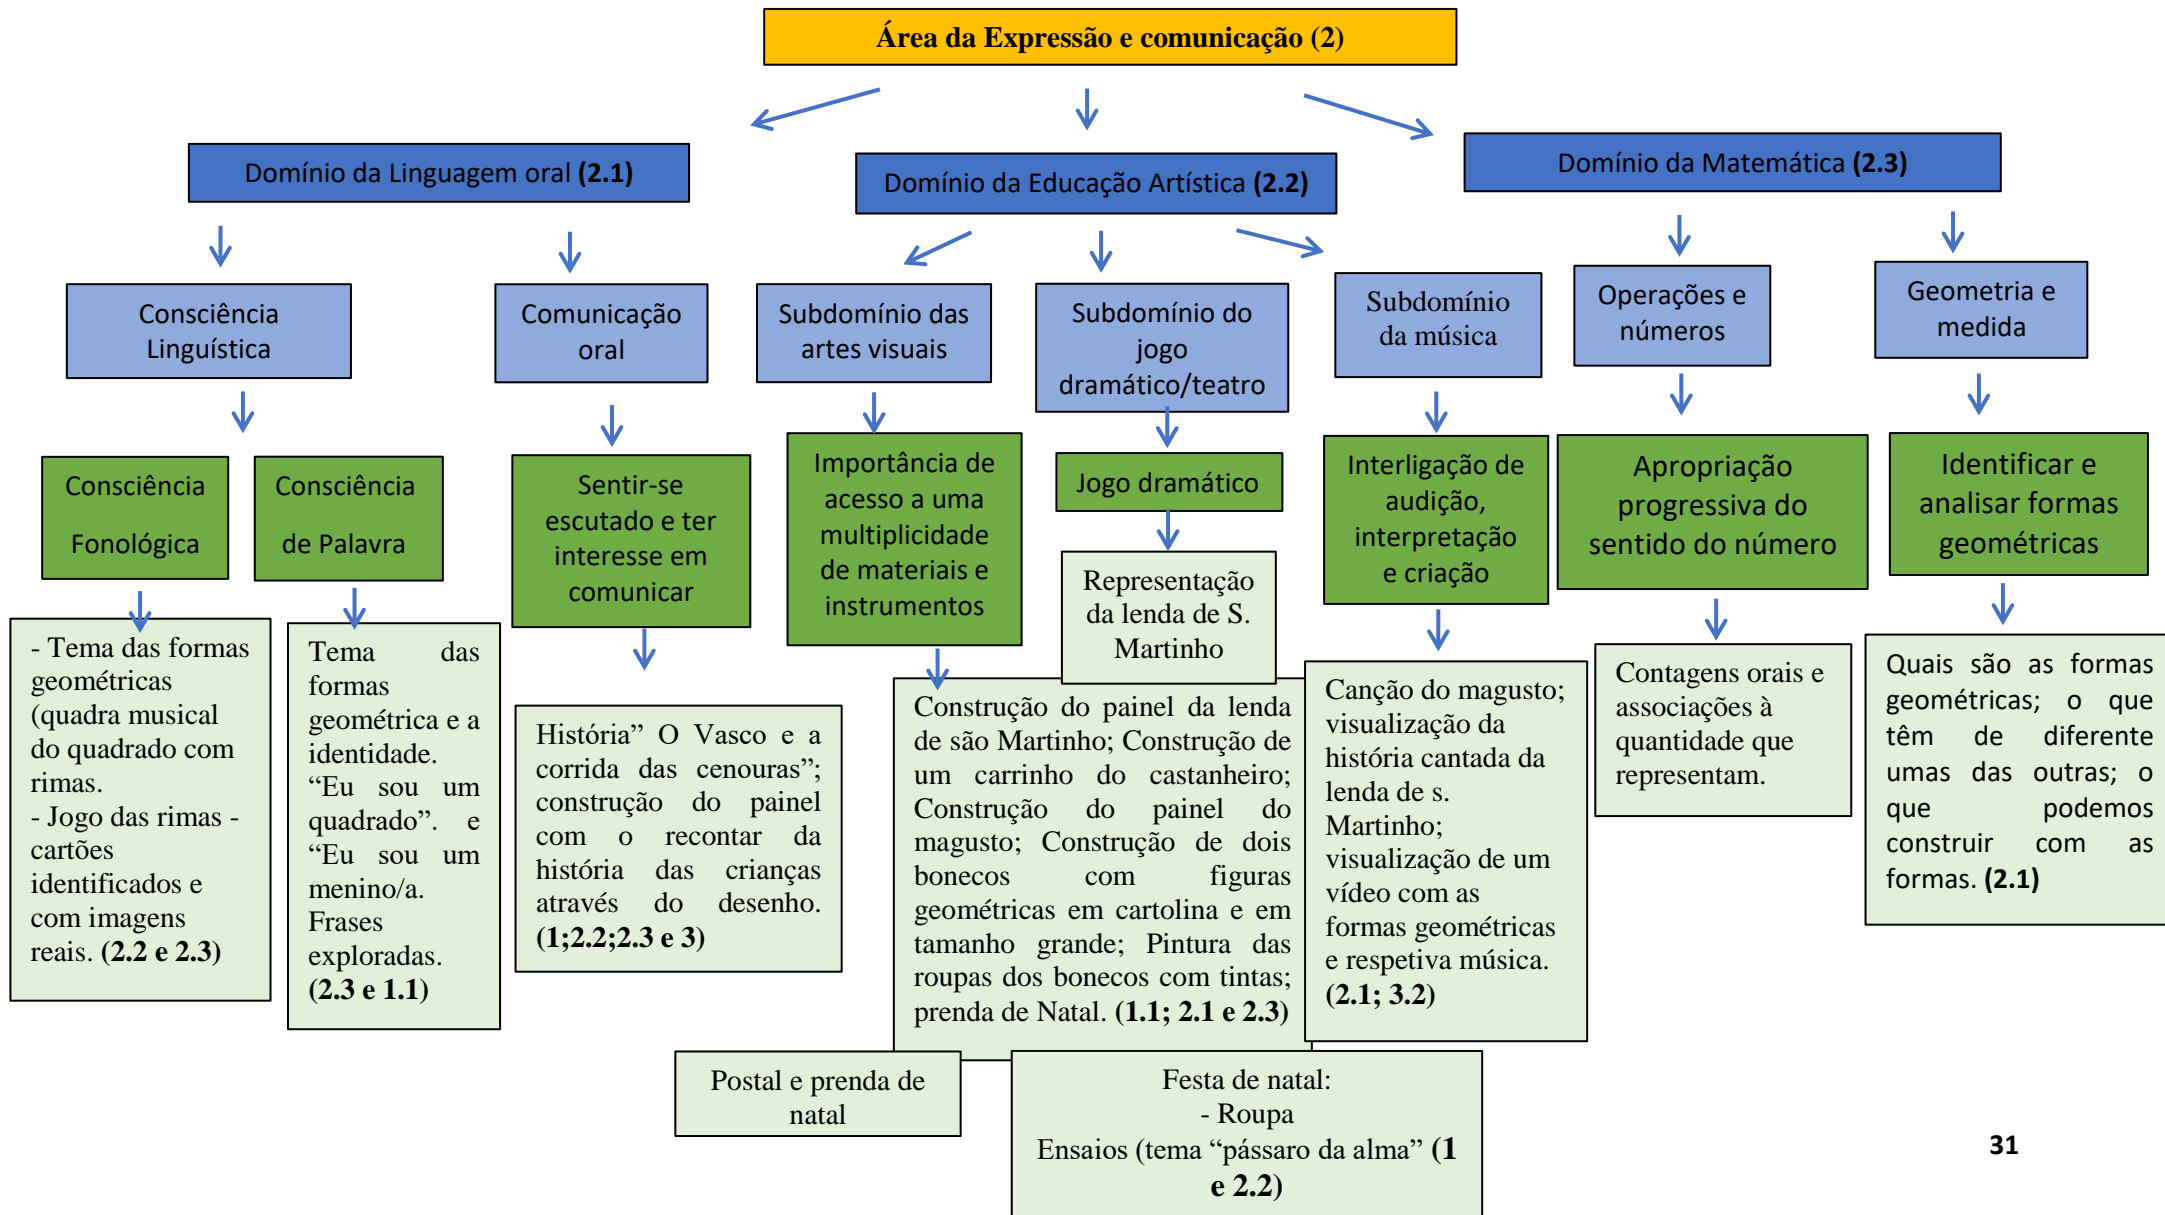 Área da Expressão e comunicação (2)
Domínio da Linguagem oral (2.1)
Domínio da Educação Artística (2.2)
Domínio da Matemática (2.3)
Consciência
Linguística
Comunicação
oral
Subdomínio das
artes visuais
Subdomínio do
jogo
dramático/teatro
Subdomínio
da música
Operações e
números
Geometria e
medida
Consciência
Fonológica
Consciência
de Palavra
Sentir-se
escutado e ter
interesse em
comunicar
Importância de
acesso a uma
multiplicidade
de materiais e
instrumentos
Jogo dramático
Interligação de
audição,
interpretação
e criação
Apropriação
progressiva do
sentido do número
Identificar e
analisar formas
geométricas
- Tema das formas
geométricas
(quadra musical
do quadrado com
rimas.
- Jogo das rimas -
cartões
identificados e
com imagens
reais. (2.2 e 2.3)
Tema das
formas
geométrica e a
identidade.
“Eu sou um
quadrado”. e
“Eu sou um
menino/a.
Frases
exploradas.
(2.3 e 1.1)
História” O Vasco e a
corrida das cenouras”;
construção do painel
com o recontar da
história das crianças
através do desenho.
(1;2.2;2.3 e 3)
Representação
da lenda de S.
Martinho
Construção do painel da lenda
de são Martinho; Construção de
um carrinho do castanheiro;
Construção do painel do
magusto; Construção de dois
bonecos com figuras
geométricas em cartolina e em
tamanho grande; Pintura das
roupas dos bonecos com tintas;
prenda de Natal. (1.1; 2.1 e 2.3)
Canção do magusto;
visualização da
história cantada da
lenda de s.
Martinho;
visualização de um
vídeo com as
formas geométricas
e respetiva música.
(2.1; 3.2)
Contagens orais e
associações à
quantidade que
representam.
Quais são as formas
geométricas; o que
têm de diferente
umas das outras; o
que podemos
construir com as
formas. (2.1)
Postal e prenda de
natal
Festa de natal:
- Roupa
Ensaios (tema “pássaro da alma” (1
e 2.2)
31